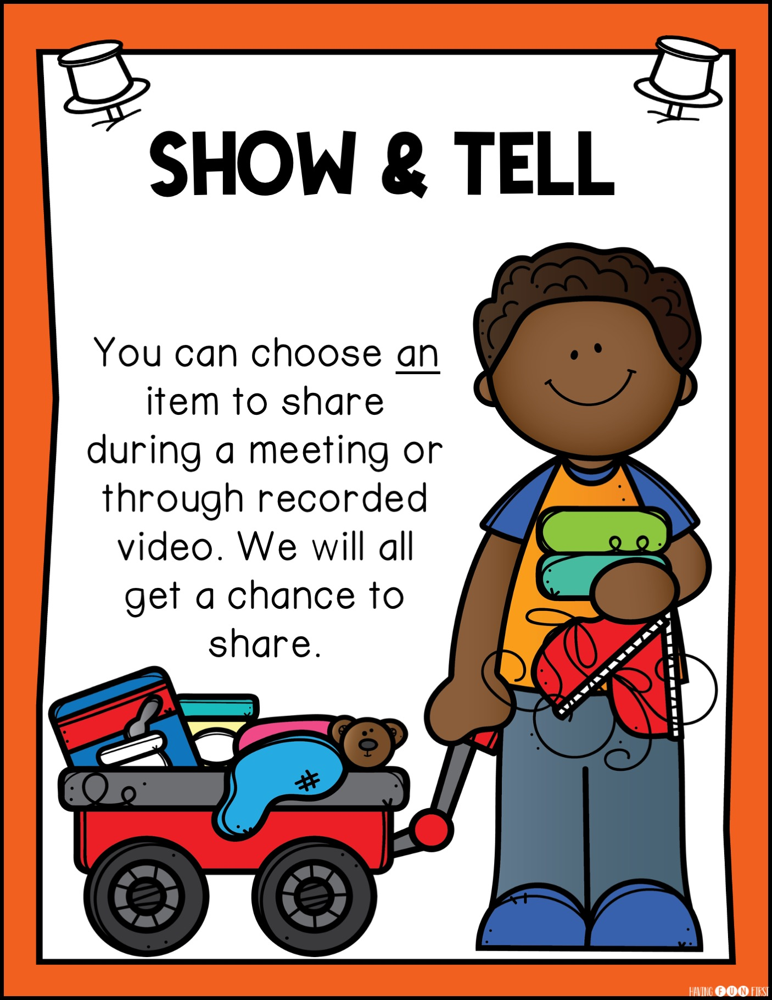 SHOW & TELL
You can choose an
item to share
during a meeting or
through recorded
video. We will all
get a chance to
share.
HAVING FUN FIRST